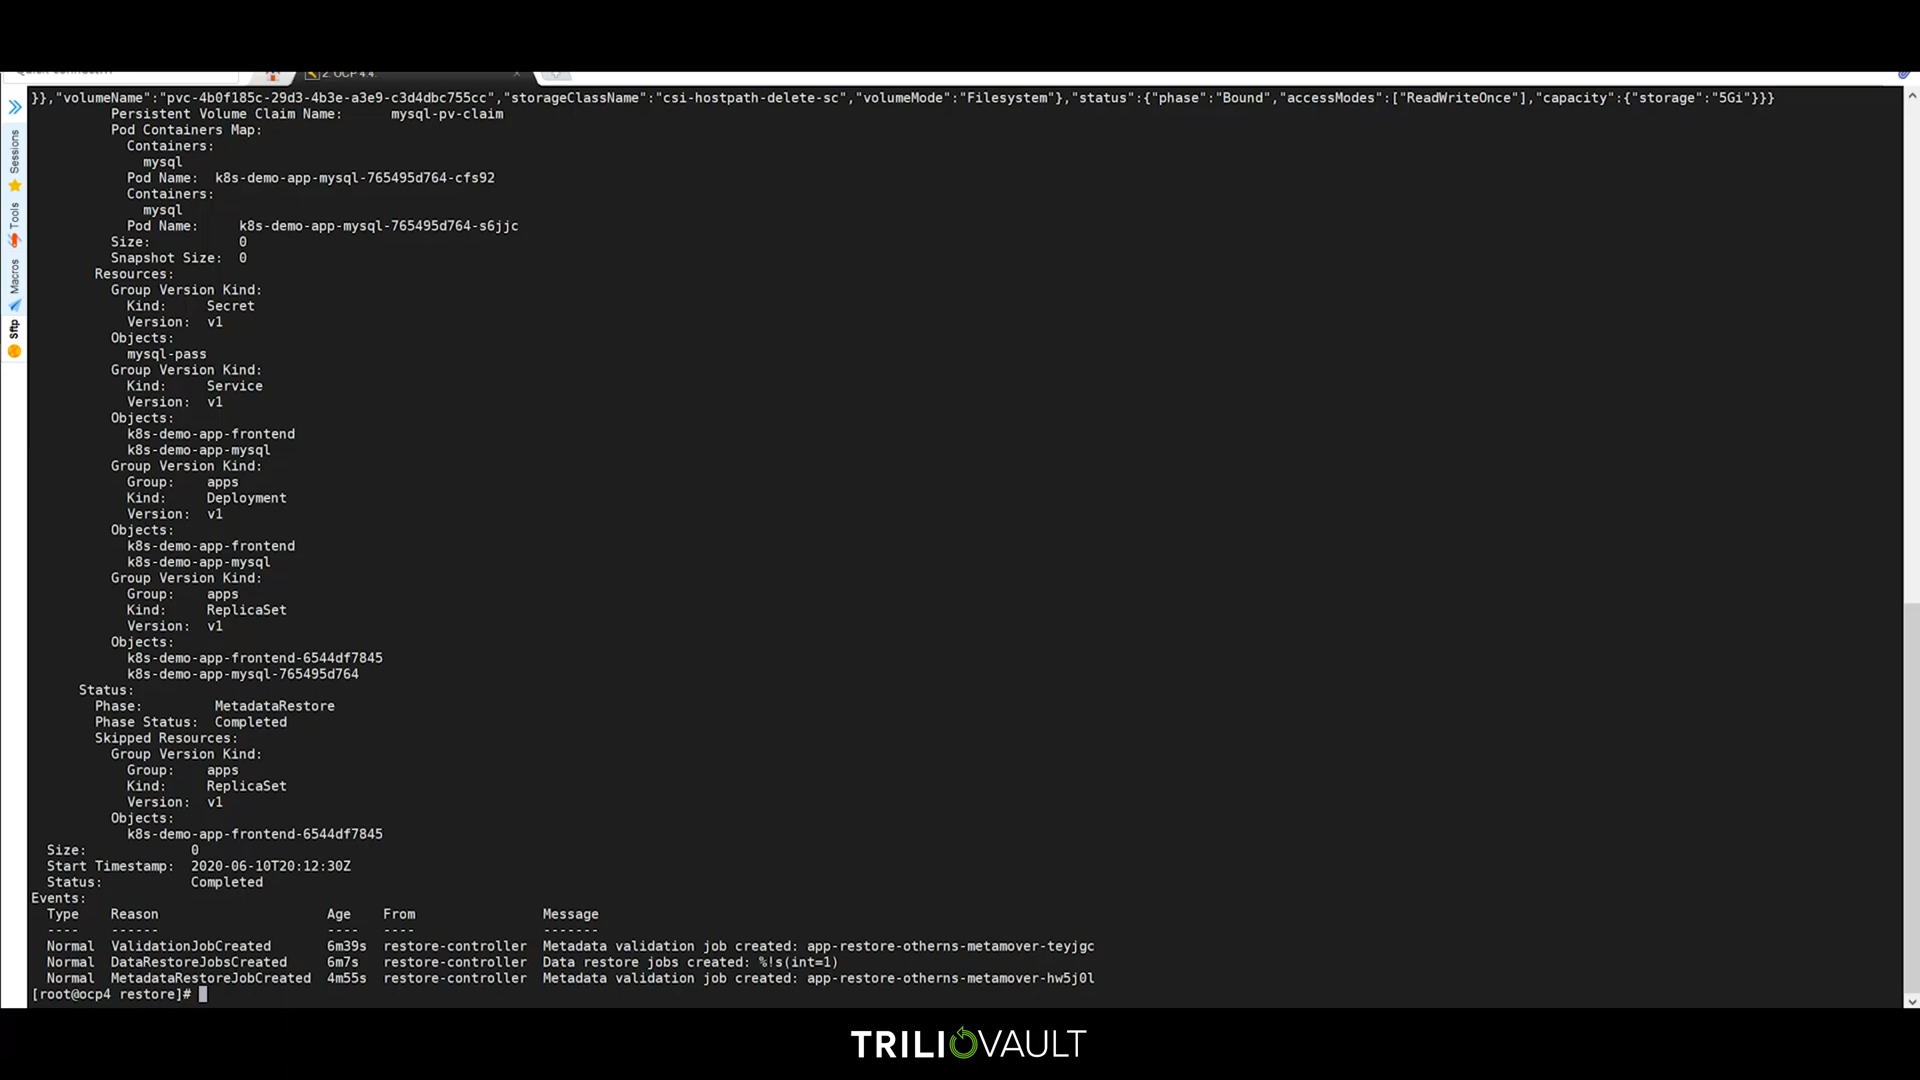 2. OCP 4.4.
Sessions
Tools
Macros
Sftp
}},"volumeName":"pvc-4b0f185c-29d3-4b3e-a3e9-c3d4dbc755cc","storageClassName":"csi-hostpath-delete-sc","volumeMode":"Filesystem"},"status":{"phase":"Bound","accessModes":["ReadWriteOnce"],"capacity":{"storage":"5Gi"}}}
Persistent Volume Claim Name: mysql-pv-claim
Pod Containers Map:
Containers:
mysql
Pod Name: k8s-demo-app-mysql-765495d764-cfs92
Containers:
mysql
Pod Name: k8s-demo-app-mysql-765495d764-s6jjc
Size: 0
Snapshot Size: 0
Resources:
Group Version Kind:
Kind: Secret
Version: v1
Objects:
mysql-pass
Group Version Kind:
Kind: Service
Version: v1
Objects:
k8s-demo-app-frontend
k8s-demo-app-mysql
Group Version Kind:
Group: apps
Kind: Deployment
Version: v1
Objects:
k8s-demo-app-frontend
k8s-demo-app-mysql
Group Version Kind:
Group: apps
Kind: ReplicaSet
Version: v1
Objects:
k8s-demo-app-frontend-6544df7845
k8s-demo-app-mysql-765495d764
Status:
Phase: MetadataRestore
Phase Status: Completed
Skipped Resources:
Group Version Kind:
Group: apps
Kind: ReplicaSet
Version: v1
Objects:
k8s-demo-app-frontend-6544df7845
Size: 0
Start Timestamp: 2020-06-10T20:12:30Z
Status: Completed
Events:
Type Reason Age From Message
---- ------ ---- ---- -------
Normal ValidationJobCreated 6m39s restore-controller Metadata validation job created: app-restore-otherns-metamover-teyjgc
Normal DataRestoreJobsCreated 6m7s restore-controller Data restore jobs created: %!s(int=1)
Normal MetadataRestoreJobCreated 4m55s restore-controller Metadata validation job created: app-restore-otherns-metamover-hw5j0l
[root@ocp4 restore]#
TRILIOVAULT